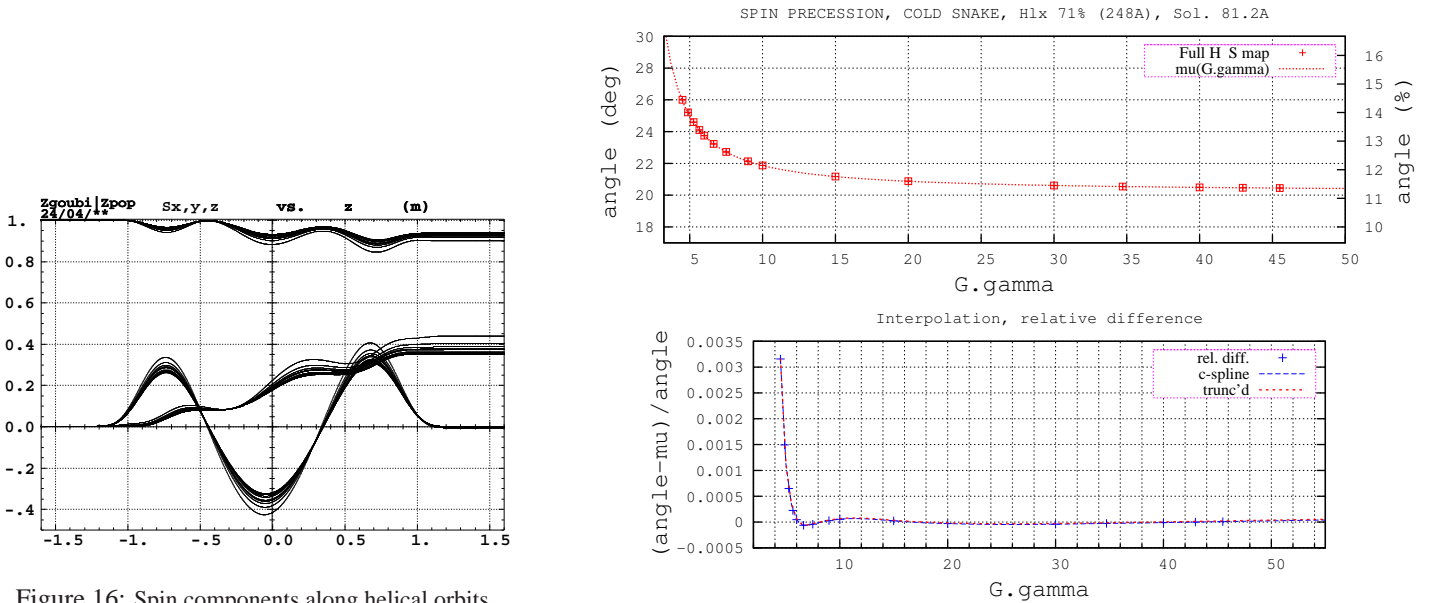 Zgoubi|Zpop
24/04/**
Sx,y,z vs. z (m)
1.
0.8
0.6
0.4
0.2
0.0
-.2
-.4
-1.5 -1. -.5 0.0 0.5 1. 1.5
Figure 16: Spin components along helical orbits
SPIN PRECESSION, COLD SNAKE, Hlx 71% (248A), Sol. 81.2A
angle (deg)
30
28
26
24
22
20
18
Full H S map
mu(G.gamma)
16
15
14
13
12
11
10
angle (%)
5 10 15 20 25 30 35 40 45 50
G.gamma
Interpolation, relative difference
(angle-mu)/angle
0.0035
0.003
0.0025
0.002
0.0015
0.001
0.0005
0
-0.0005
rel. diff.
c-spline
trunc'd
10 20 30 40 50
G.gamma